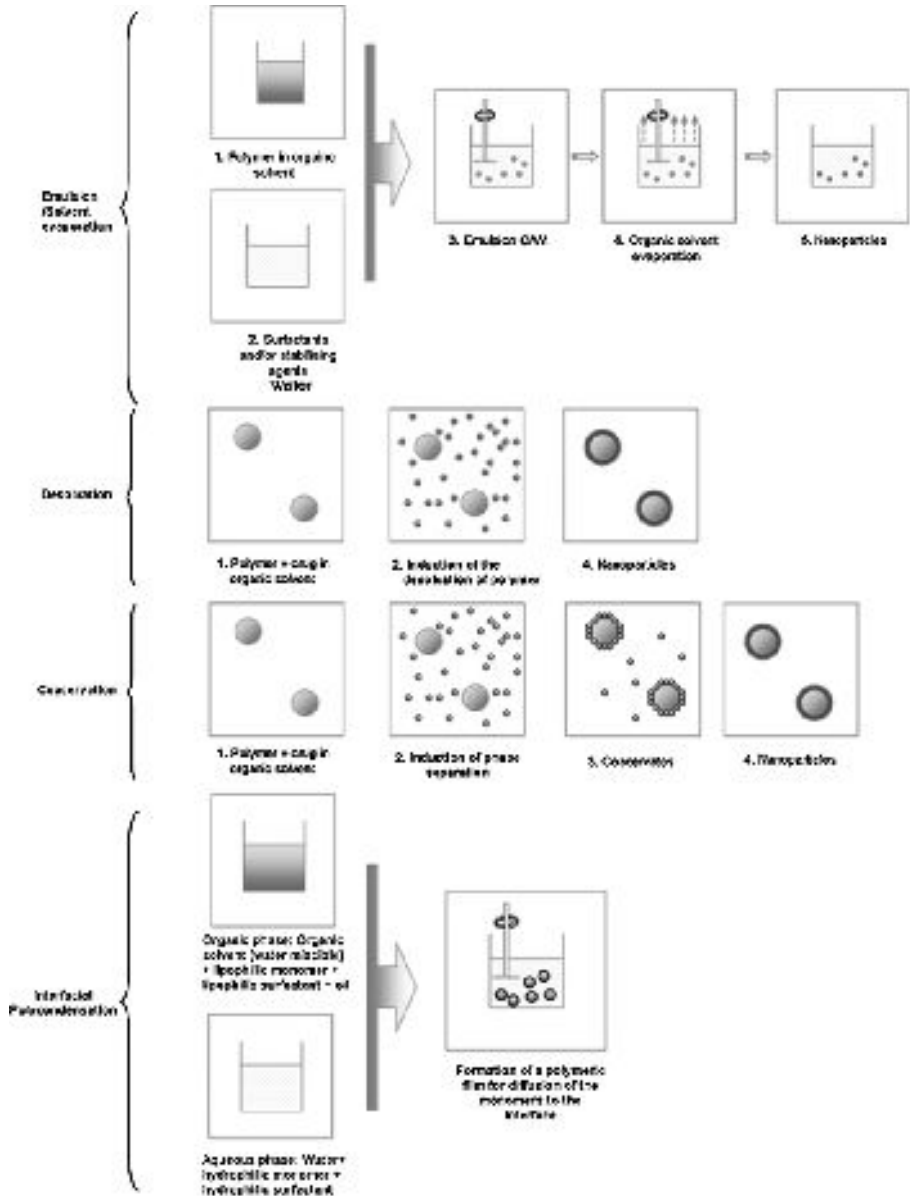 1. Polymer in organic
solvent
Emulsion
/Solvent
evaporation
2. Surfactants
and/or stabilising
agents
Water
3. Emulsion O/W
4. Organic solvent
evaporation
5. Nanoparticles
Desolvation
1. Polymer + drug in
organic solvent
2. Induction of the
desolvation of polymer
4. Nanoparticles
Coacervation
1. Polymer + drug in
organic solvent
2. Induction of phase
separation
3. Coacervates
4. Nanoparticles
Interfacial
Polycondensation
Organic phase: Organic
solvent (water miscible)
+ lipophilic monomer +
lipophilic surfactant + oil
Formation of a polymeric
film for diffusion of the
monoment to the
interface
Aqueous phase: Water+
hydrophilic monomer +
hydrophilic surfactant